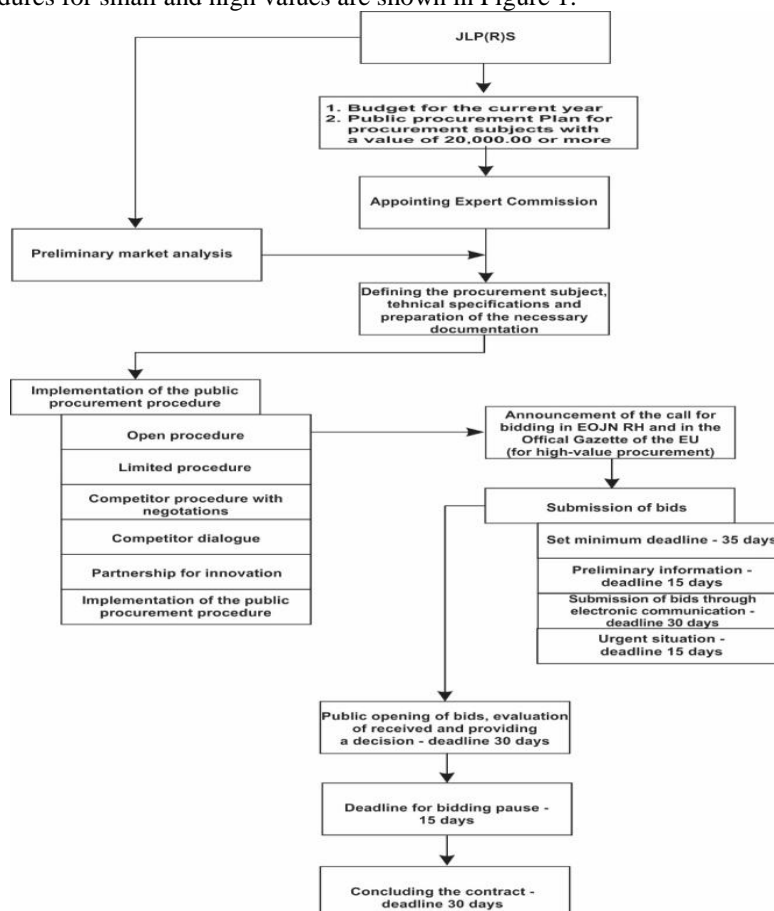 dures for small and high values are shown in Figure 1.
JLP(R)S
1. Budget for the current year
2. Public procurement Plan for
procurement subjects with
a value of 20,000.00 or more
Appointing Expert Commission
Preliminary market analysis
Defining the procurement subject,
tehnical specifications and
preparation of the necessary
documentation
Implementation of the public
procurement procedure
Open procedure
Limited procedure
Competitor procedure with
negotations
Competitor dialogue
Partnership for innovation
Implementation of the public
procurement procedure
Announcement of the call for
bidding in EOJN RH and in the
Offical Gazette of the EU
(for high-value procurement)
Submission of bids
Set minimum deadline - 35 days
Preliminary information -
deadline 15 days
Submission of bids through
electronic communication -
deadline 30 days
Urgent situation -
deadline 15 days
Public opening of bids, evaluation
of received and providing
a decision - deadline 30 days
Deadline for bidding pause -
15 days
Concluding the contract -
deadline 30 days